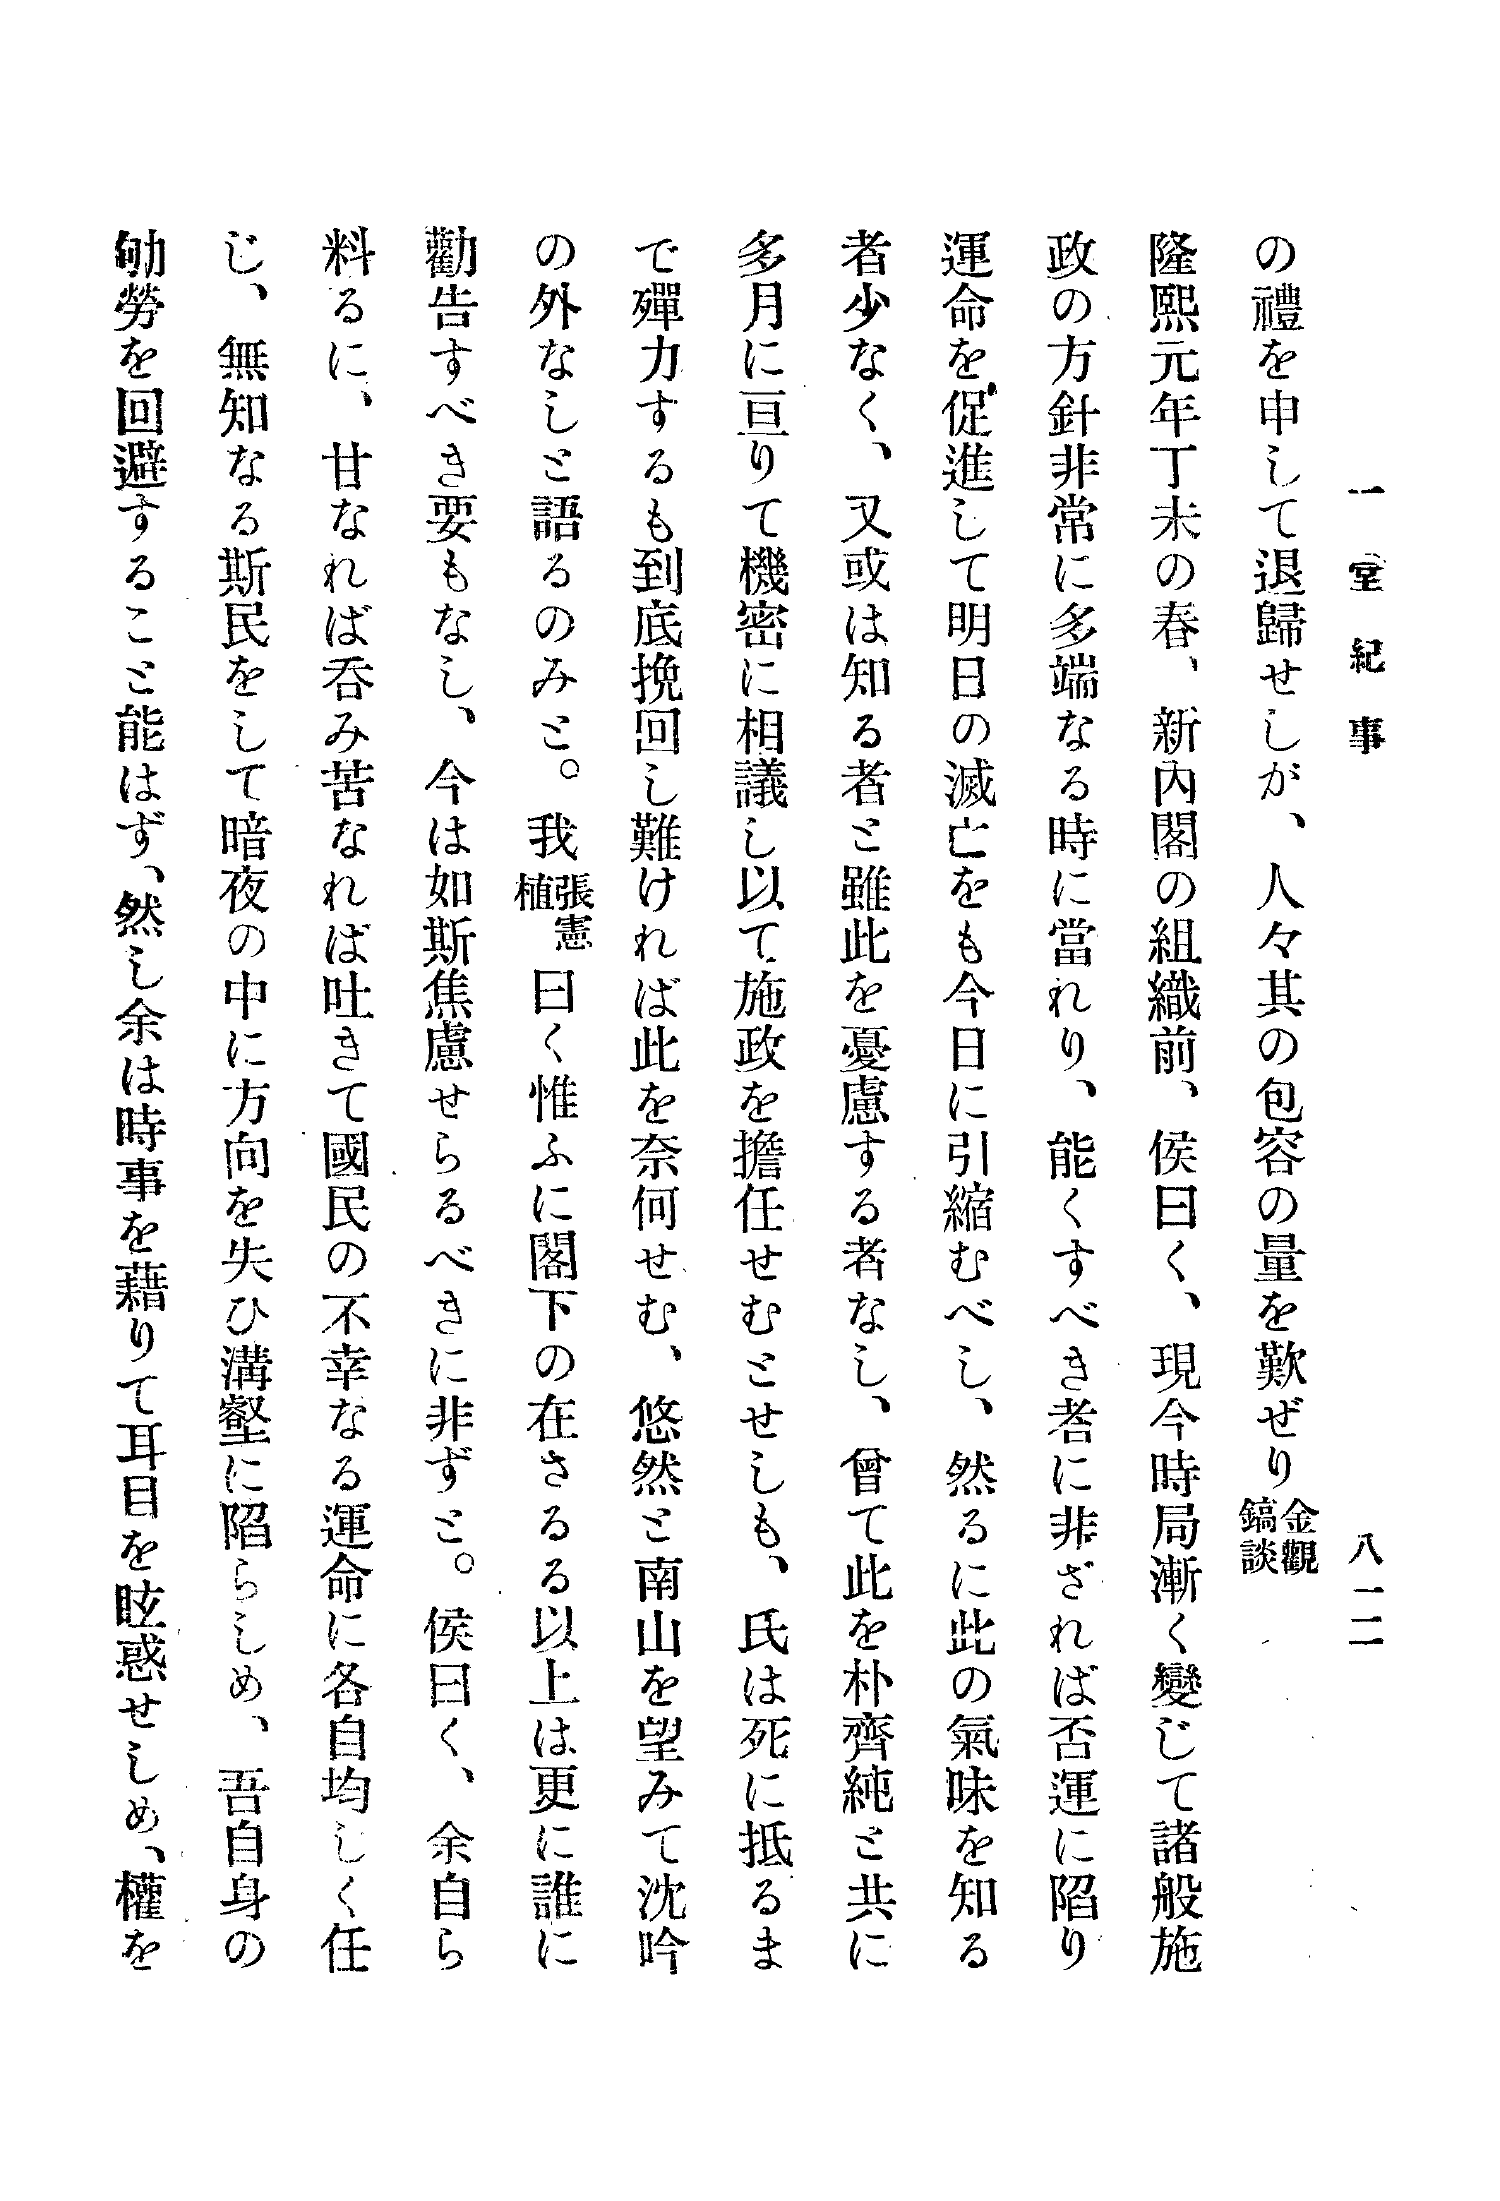 一堂紀事　八一二
の禮を申して退歸せしが、人々其の包容の量を歎ぜり金觀鎬談
隆熙元年丁未の春、新內閣の組織前、侯曰く、現今時局漸く變じて諸般施
政の方針非常に多端なる時に當れり、能くすべき者に非ざれば否運に陷り
運命を促進して明日の滅亡をも今日に引縮むべし、然るに此の氣味を知る
者少なく、又或は知る者と雖此を憂慮する者なし、曾て此を朴齊純と共に
多月に亘りて機密に相議し以て施政を擔任せむとせしも、氏は死に抵るま
で殫力するも到底挽回し難ければ此を奈何せむ、悠然と南山を望みて沈吟
の外なしと語るのみと。我張憲植曰く惟ふに閣下の在さるる以上は更に誰に
勸告すべき要もなし、今は如斯焦慮せらるべきに非ずと。侯曰く、余自ら
料るに、甘なれば呑み苦なれば吐きて國民の不幸なる運命に各自均しく任
じ、無知なる斯民をして暗夜の中に方向を失ひ溝壑に陷らしめ、吾自身の
劬勞を回避すること能はず、然し余は時事を藉りて耳目を眩惑せしめ、權を